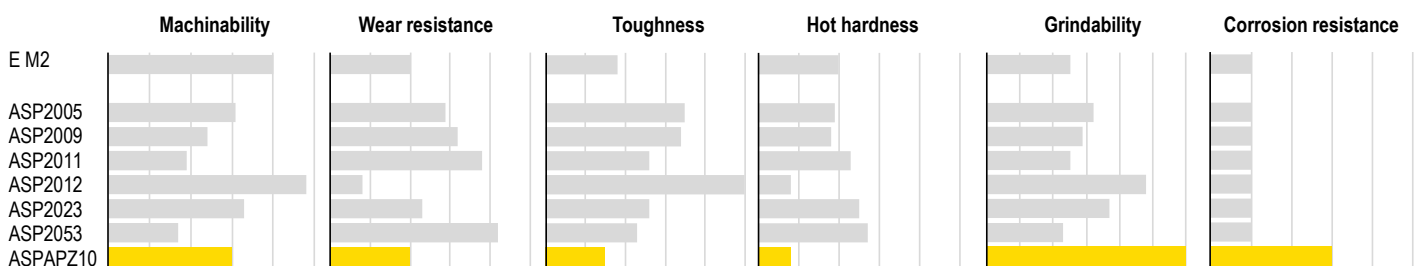 Machinability Wear resistance Toughness Hot hardness Grindability Corrosion resistance
E M2
ASP2005
ASP2009
ASP2011
ASP2012
ASP2023
ASP2053
ASPAPZ10